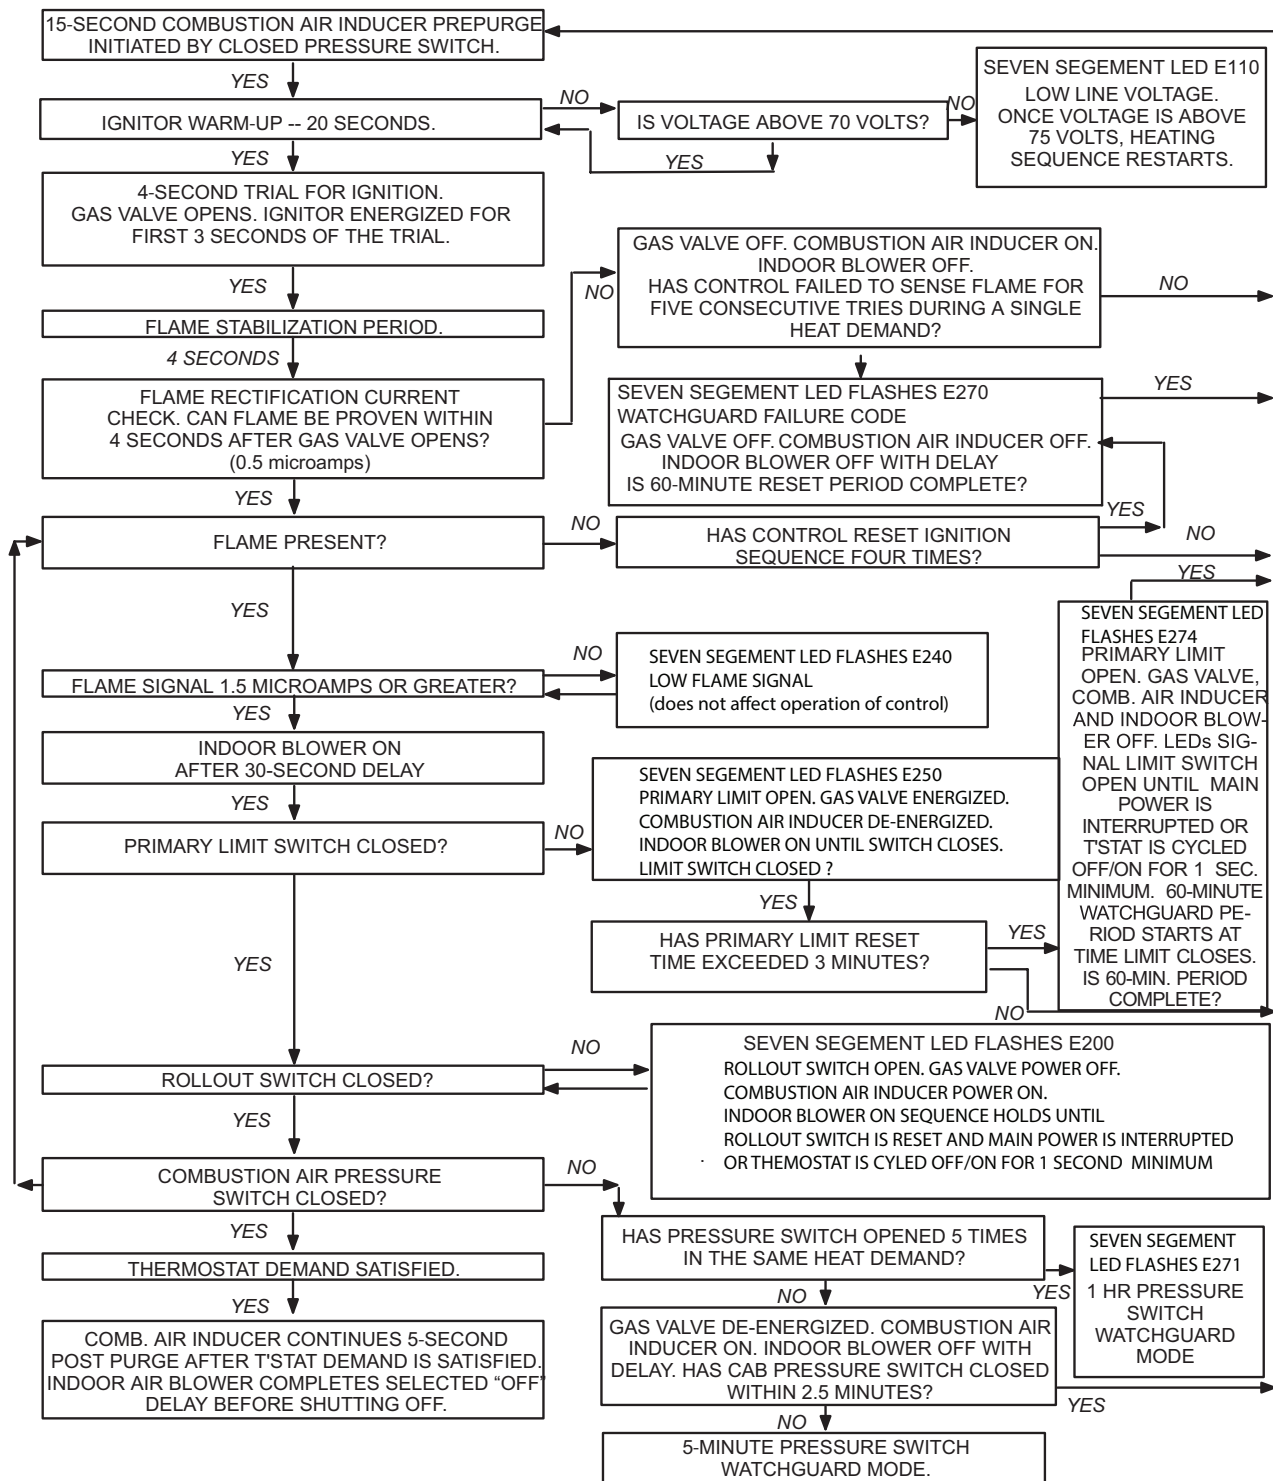 15-SECOND COMBUSTION AIR INDUCER PREPURGE
INITIATED BY CLOSED PRESSURE SWITCH.
YES
IGNITOR WARM-UP -- 20 SECONDS.
NO
IS VOLTAGE ABOVE 70 VOLTS?
YES
NO
SEVEN SEGEMENT LED E110
LOW LINE VOLTAGE.
ONCE VOLTAGE IS ABOVE
75 VOLTS, HEATING
SEQUENCE RESTARTS.
YES
4-SECOND TRIAL FOR IGNITION.
GAS VALVE OPENS. IGNITOR ENERGIZED FOR
FIRST 3 SECONDS OF THE TRIAL.
YES
FLAME STABILIZATION PERIOD.
4 SECONDS
FLAME RECTIFICATION CURRENT
CHECK. CAN FLAME BE PROVEN WITHIN
4 SECONDS AFTER GAS VALVE OPENS?
(0.5 microamps)
NO
GAS VALVE OFF. COMBUSTION AIR INDUCER ON.
INDOOR BLOWER OFF.
HAS CONTROL FAILED TO SENSE FLAME FOR
FIVE CONSECUTIVE TRIES DURING A SINGLE
HEAT DEMAND?
NO
SEVEN SEGEMENT LED FLASHES E270
WATCHGUARD FAILURE CODE
GAS VALVE OFF. COMBUSTION AIR INDUCER OFF.
INDOOR BLOWER OFF WITH DELAY
IS 60-MINUTE RESET PERIOD COMPLETE?
YES
YES
FLAME PRESENT?
NO
HAS CONTROL RESET IGNITION
SEQUENCE FOUR TIMES?
YES
NO
YES
FLAME SIGNAL 1.5 MICROAMPS OR GREATER?
NO
SEVEN SEGEMENT LED FLASHES E240
LOW FLAME SIGNAL
(does not affect operation of control)
YES
INDOOR BLOWER ON
AFTER 30-SECOND DELAY
YES
PRIMARY LIMIT SWITCH CLOSED?
NO
SEVEN SEGEMENT LED FLASHES E250
PRIMARY LIMIT OPEN. GAS VALVE ENERGIZED.
COMBUSTION AIR INDUCER DE-ENERGIZED.
INDOOR BLOWER ON UNTIL SWITCH CLOSES.
LIMIT SWITCH CLOSED ?
YES
HAS PRIMARY LIMIT RESET
TIME EXCEEDED 3 MINUTES?
YES
NO
YES
SEVEN SEGEMENT LED
FLASHES E274
PRIMARY LIMIT
OPEN. GAS VALVE,
COMB. AIR INDUCER
AND INDOOR BLOW-
ER OFF. LEDs SIG-
NAL LIMIT SWITCH
OPEN UNTIL MAIN
POWER IS
INTERRUPTED OR
T'STAT IS CYCLED
OFF/ON FOR 1 SEC.
MINIMUM. 60-MINUTE
WATCHGUARD PE-
RIOD STARTS AT
TIME LIMIT CLOSES.
IS 60-MIN. PERIOD
COMPLETE?
YES
ROLLOUT SWITCH CLOSED?
NO
SEVEN SEGEMENT LED FLASHES E200
ROLLOUT SWITCH OPEN. GAS VALVE POWER OFF.
COMBUSTION AIR INDUCER POWER ON.
INDOOR BLOWER ON SEQUENCE HOLDS UNTIL
ROLLOUT SWITCH IS RESET AND MAIN POWER IS INTERRUPTED
OR THEMOSTAT IS CYLED OFF/ON FOR 1 SECOND MINIMUM
YES
COMBUSTION AIR PRESSURE
SWITCH CLOSED?
NO
HAS PRESSURE SWITCH OPENED 5 TIMES
IN THE SAME HEAT DEMAND?
YES
SEVEN SEGEMENT
LED FLASHES E271
1 HR PRESSURE
SWITCH
WATCHGUARD
MODE
YES
THERMOSTAT DEMAND SATISFIED.
YES
COMB. AIR INDUCER CONTINUES 5-SECOND
POST PURGE AFTER T'STAT DEMAND IS SATISFIED.
INDOOR AIR BLOWER COMPLETES SELECTED “OFF”
DELAY BEFORE SHUTTING OFF.
NO
GAS VALVE DE-ENERGIZED. COMBUSTION AIR
INDUCER ON. INDOOR BLOWER OFF WITH
DELAY. HAS CAB PRESSURE SWITCH CLOSED
WITHIN 2.5 MINUTES?
YES
NO
5-MINUTE PRESSURE SWITCH
WATCHGUARD MODE.